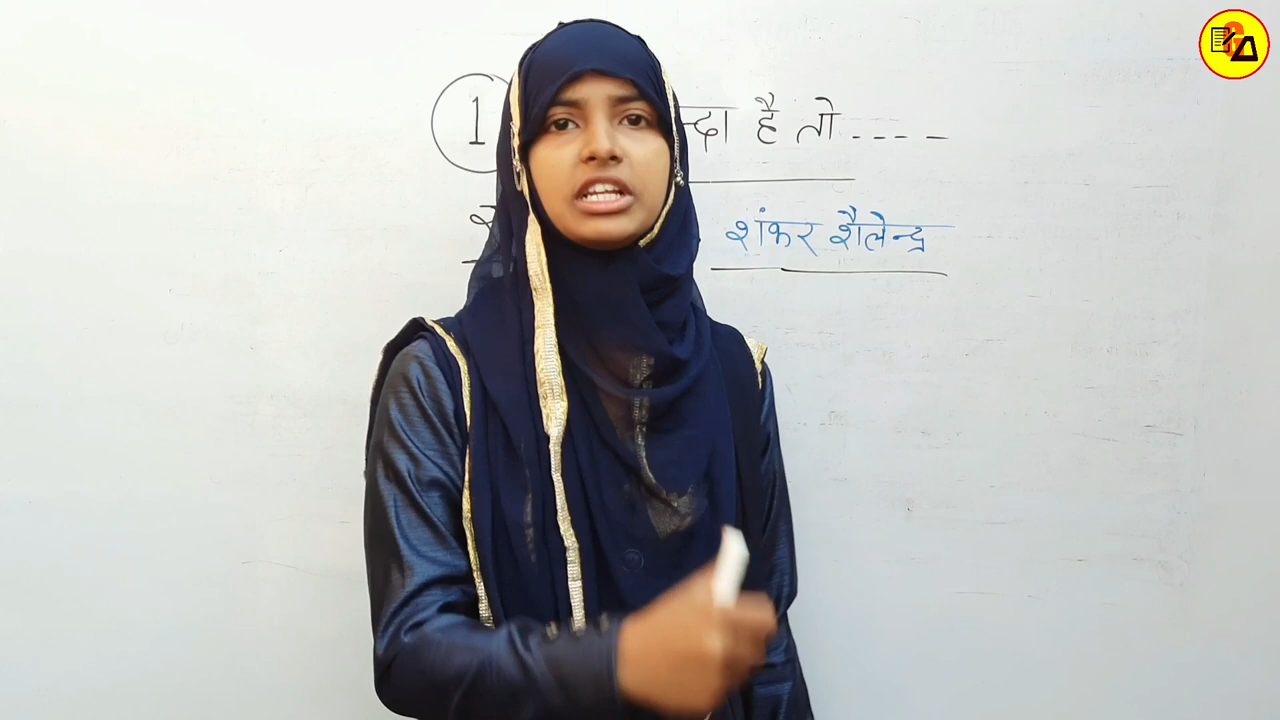 1 है तो ----
शंकर शैलेन्द्र